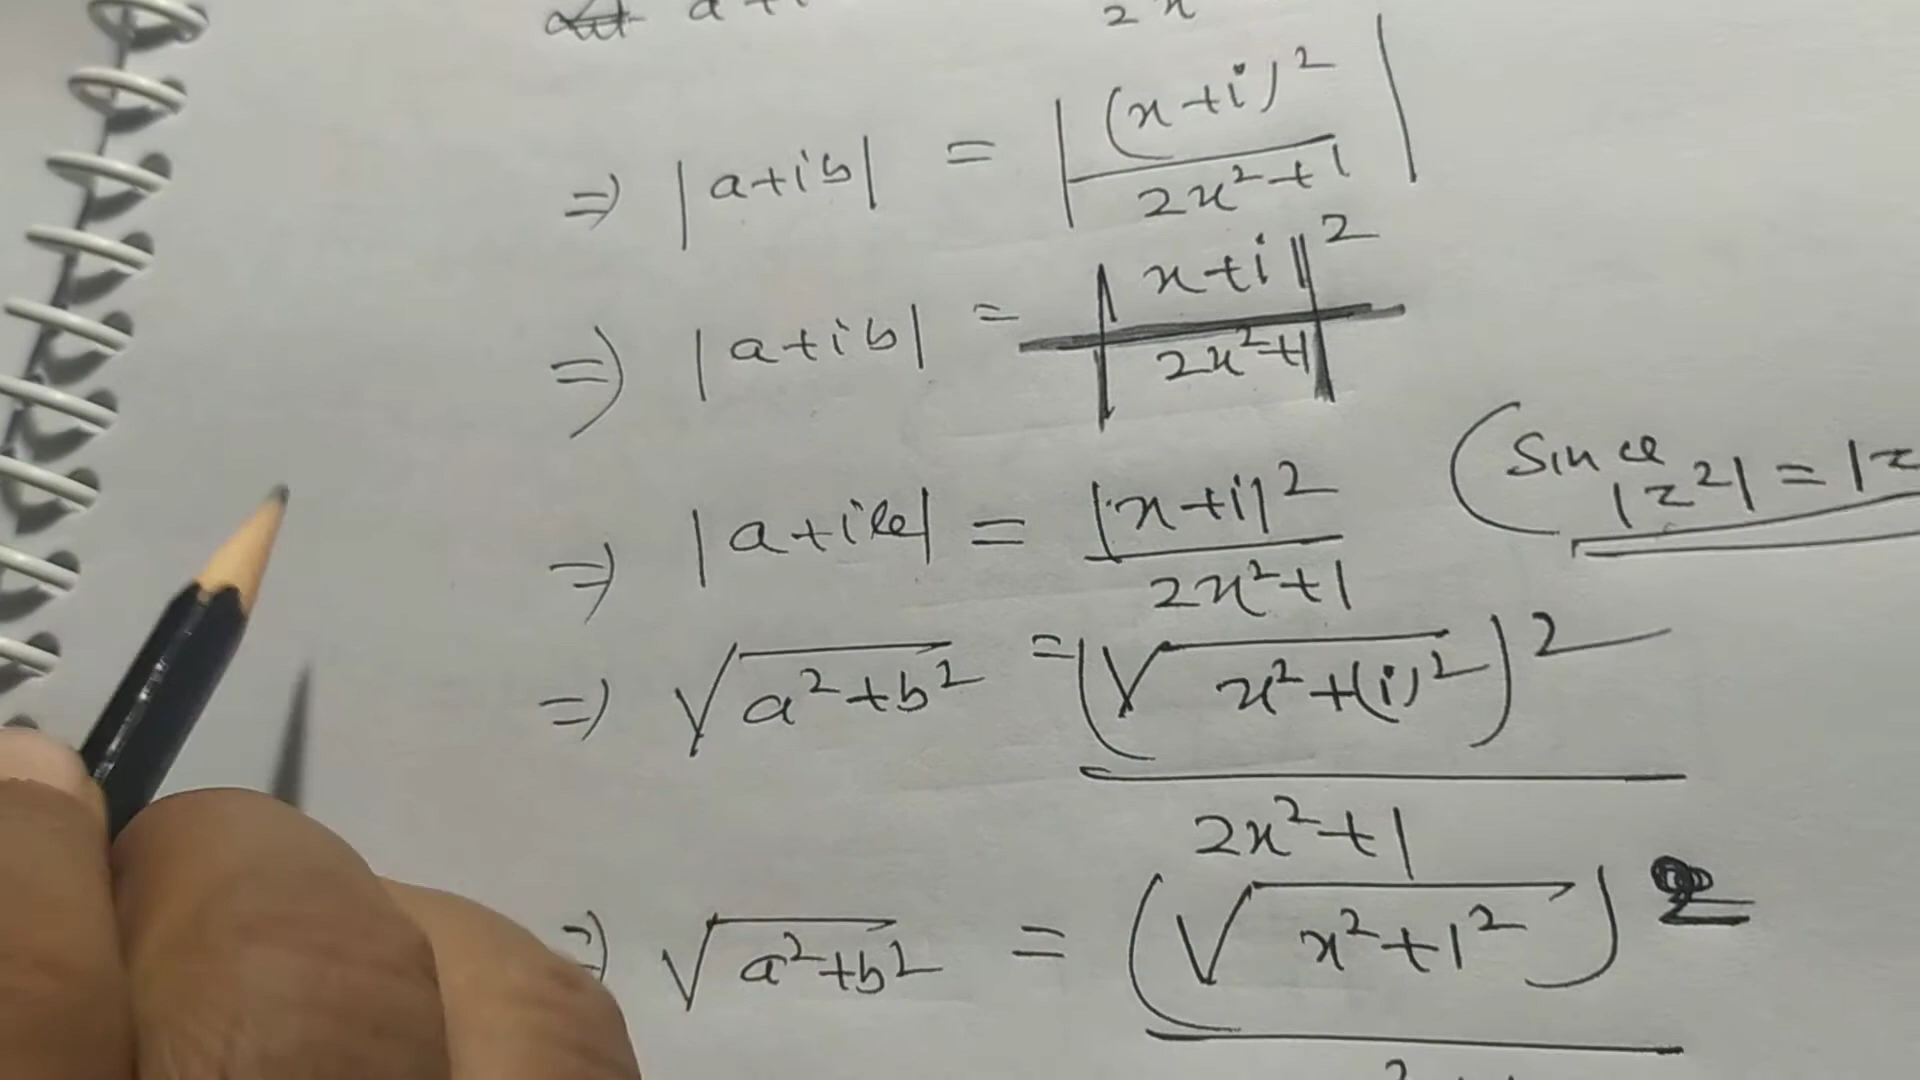 ⇒ |a+ib| = |(x+i)²/2x²+1|
⇒ |a+ib| = |x+i|²/|2x²+1|
⇒ |a+ib| = |x+i|²/2x²+1 (Since |z²| = |z
⇒ √a²+b² = (√x²+(i)²)²/2x²+1
⇒ √a²+b² = (√x²+1²)²